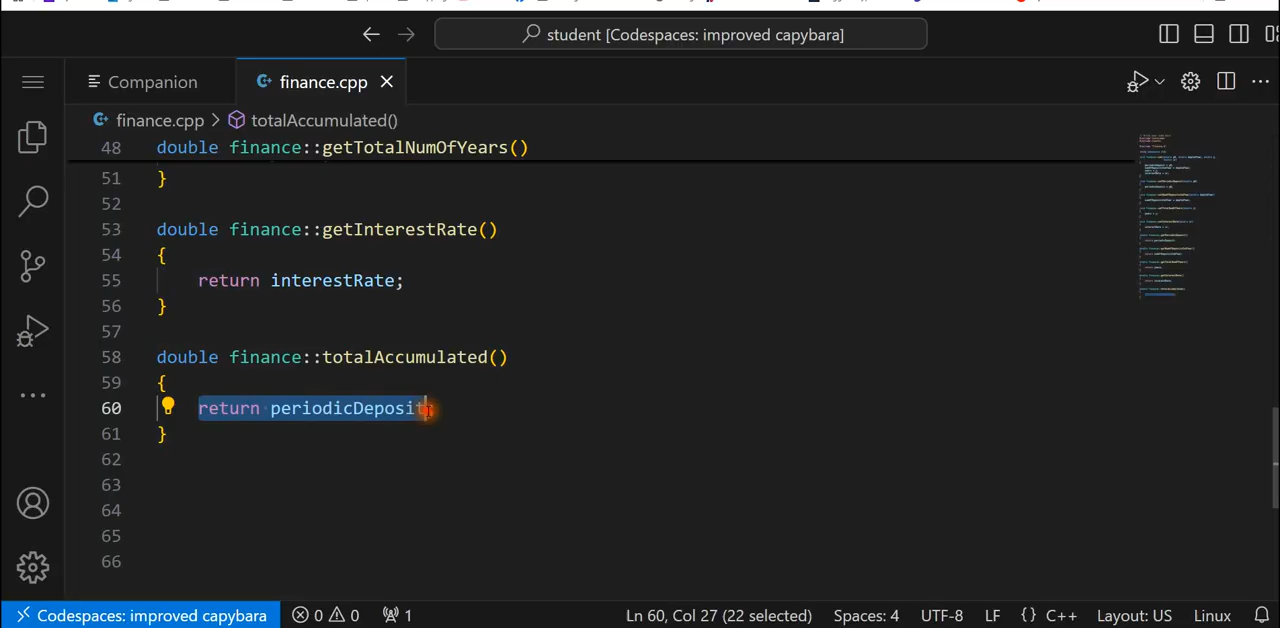 student [Codespaces: improved capybara]
Companion
finance.cpp
finance.cpp > totalAccumulated()
48 double finance::getTotalNumOfYears()
51 }
52
53 double finance::getInterestRate()
54 {
55 return interestRate;
56 }
57
58 double finance::totalAccumulated()
59 {
60 return periodicDeposit
61 }
62
63
64
65
66
Codespaces: improved capybara 0 0 1 Ln 60, Col 27 (22 selected) Spaces: 4 UTF-8 LF {} C++ Layout: US Linux